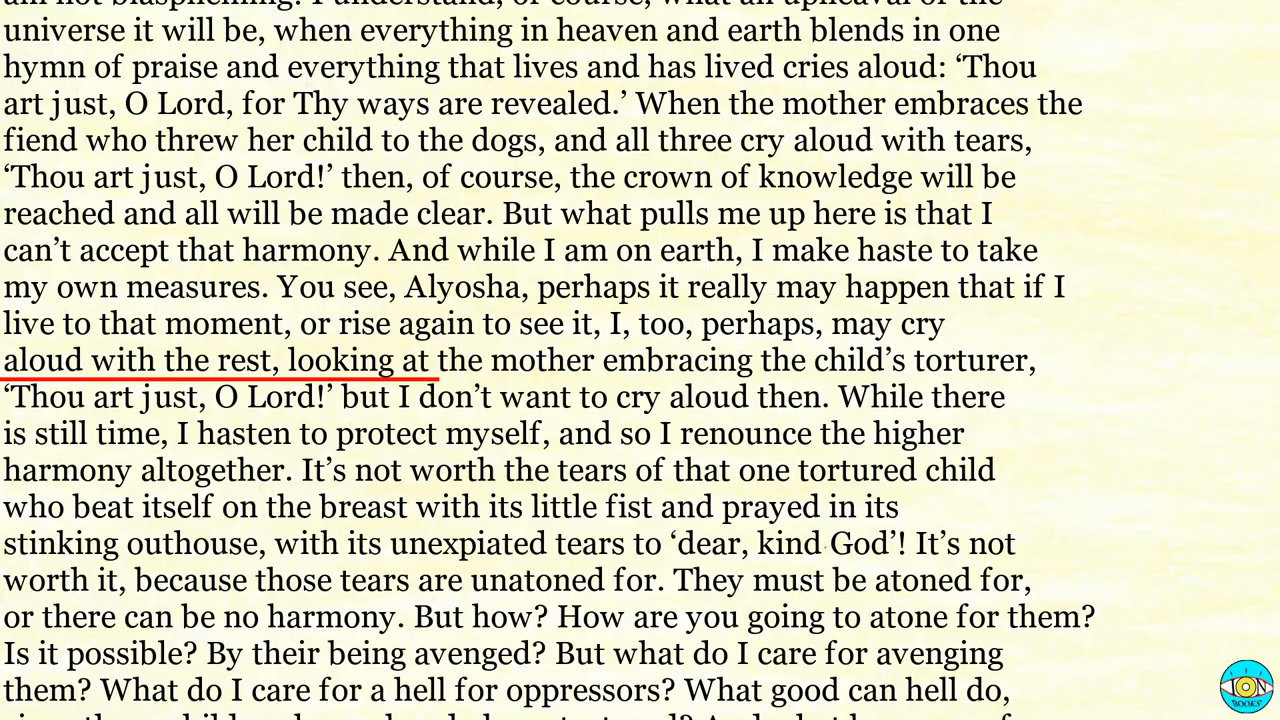 am not blaspheming! I understand, of course, what an upheaval of the
universe it will be, when everything in heaven and earth blends in one
hymn of praise and everything that lives and has lived cries aloud: ‘Thou
art just, O Lord, for Thy ways are revealed.’ When the mother embraces the
fiend who threw her child to the dogs, and all three cry aloud with tears,
‘Thou art just, O Lord!’ then, of course, the crown of knowledge will be
reached and all will be made clear. But what pulls me up here is that I
can’t accept that harmony. And while I am on earth, I make haste to take
my own measures. You see, Alyosha, perhaps it really may happen that if I
live to that moment, or rise again to see it, I, too, perhaps, may cry
aloud with the rest, looking at the mother embracing the child’s torturer,
‘Thou art just, O Lord!’ but I don’t want to cry aloud then. While there
is still time, I hasten to protect myself, and so I renounce the higher
harmony altogether. It’s not worth the tears of that one tortured child
who beat itself on the breast with its little fist and prayed in its
stinking outhouse, with its unexpiated tears to ‘dear, kind God’! It’s not
worth it, because those tears are unatoned for. They must be atoned for,
or there can be no harmony. But how? How are you going to atone for them?
Is it possible? By their being avenged? But what do I care for avenging
them? What do I care for a hell for oppressors? What good can hell do,
ION
BOOKS